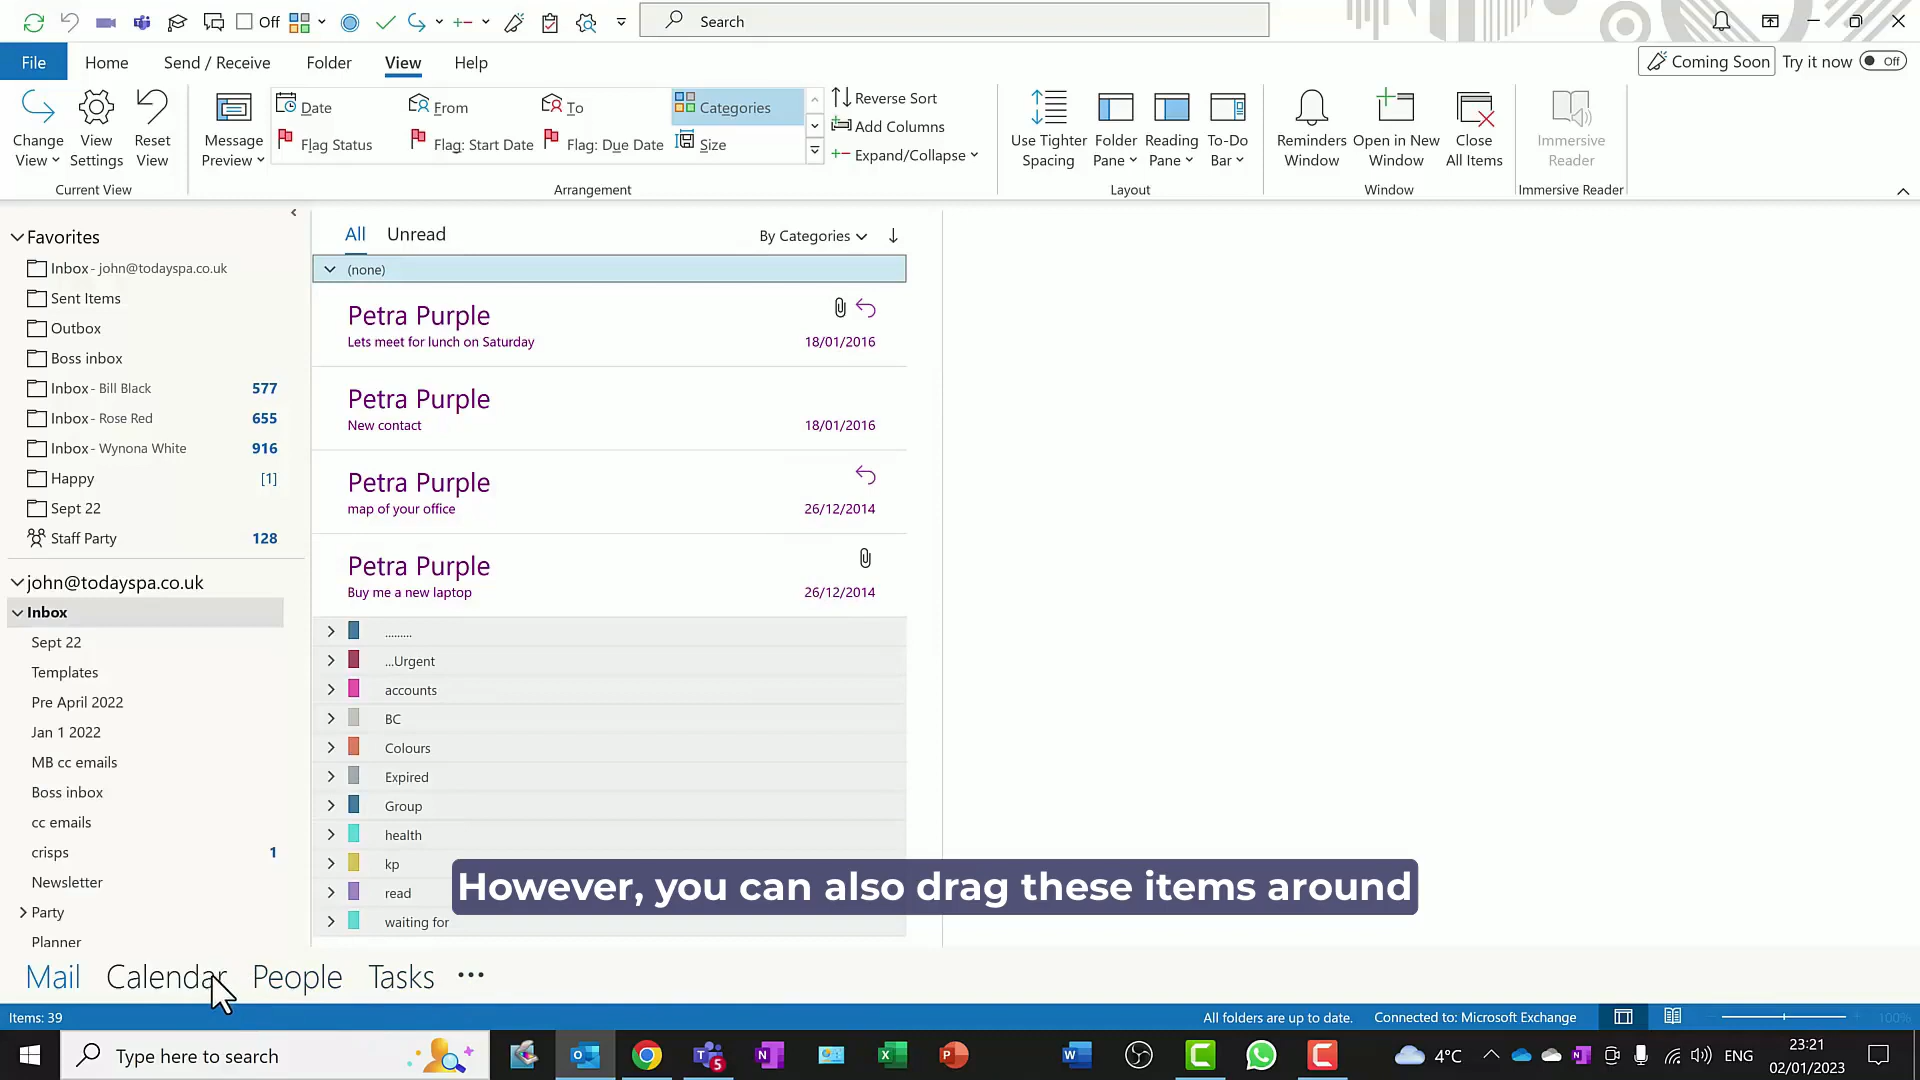 Off
Search
File
Home
Send / Receive
Folder
View
Help
Coming Soon
Try it now
Off
Change View
View Settings
Reset View
Current View
Message Preview
Date
From
To
Categories
Flag Status
Flag: Start Date
Flag: Due Date
Size
Reverse Sort
Add Columns
Expand/Collapse
Arrangement
Use Tighter Spacing
Folder Pane
Reading Pane
To-Do Bar
Layout
Reminders Window
Open in New Window
Close All Items
Window
Immersive Reader
Immersive Reader
Favorites
Inbox - john@todayspa.co.uk
Sent Items
Outbox
Boss inbox
Inbox - Bill Black 577
Inbox - Rose Red 655
Inbox - Wynona White 916
Happy [1]
Sept 22
Staff Party 128
john@todayspa.co.uk
Inbox
Sept 22
Templates
Pre April 2022
Jan 1 2022
MB cc emails
Boss inbox
cc emails
crisps 1
Newsletter
Party
Planner
All Unread By Categories
(none)
Petra Purple
Lets meet for lunch on Saturday 18/01/2016
Petra Purple
New contact 18/01/2016
Petra Purple
map of your office 26/12/2014
Petra Purple
Buy me a new laptop 26/12/2014
.........
...Urgent
accounts
BC
Colours
Expired
Group
health
kp
read
waiting for
However, you can also drag these items around
Mail Calendar People Tasks •••
Items: 39
All folders are up to date. Connected to: Microsoft Exchange 100%
Type here to search
5
4°C
ENG
23:21
02/01/2023